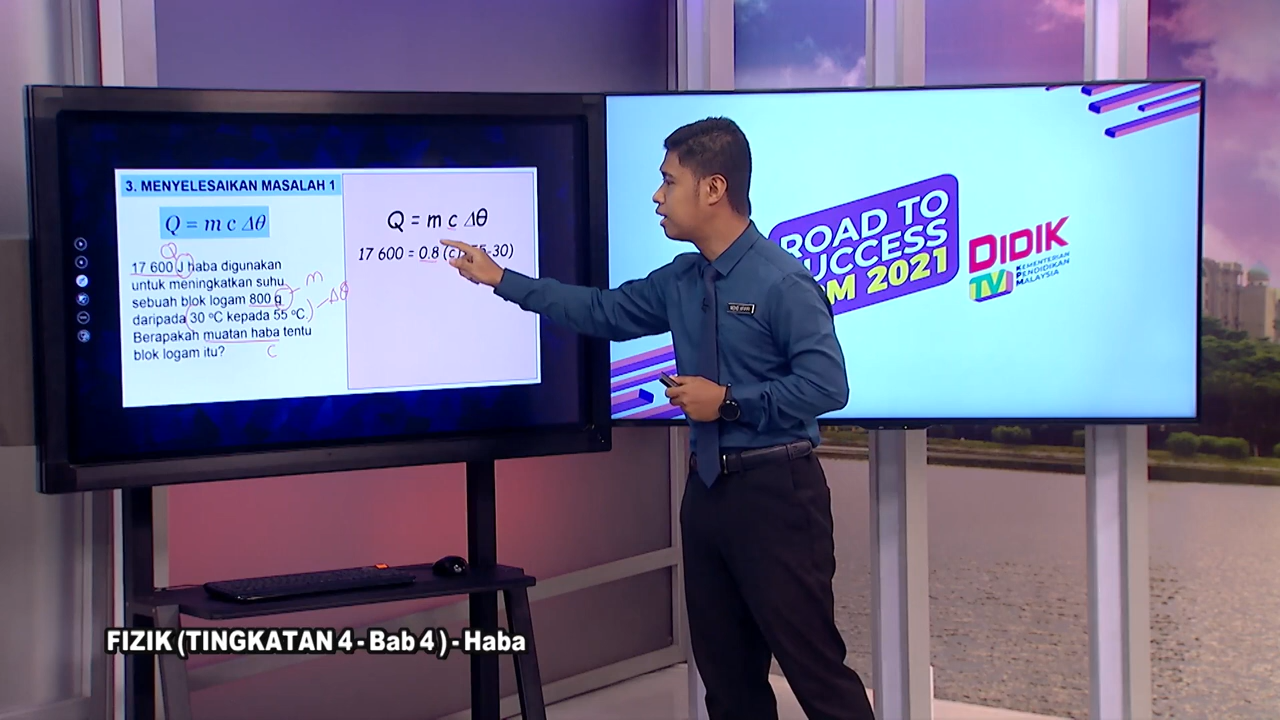 3. MENYELESAIKAN MASALAH 1
Q = m c Δθ
Q
17 600 J haba digunakan
untuk meningkatkan suhu
m
sebuah blok logam 800 g
Δθ
daripada 30 °C kepada 55 °C.
Berapakah muatan haba tentu
c
blok logam itu?
Q = m c Δθ
17 600 = 0.8 (c) 55-30)
ROAD TO
SUCCESS
2021
DIDIK
TV
KEMENTERIAN
PENDIDIKAN
MALAYSIA
FIZIK (TINGKATAN 4 - Bab 4 ) - Haba